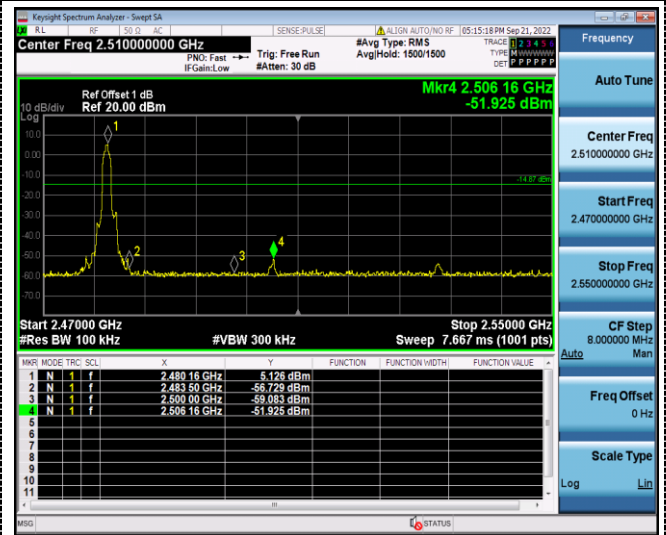 Keysight Spectrum Analyzer - Swept SA
RL RF 50 Ω AC SENSE:PULSE ALIGN AUTO/NO RF 05:15:18PM Sep 21, 2022
Center Freq 2.510000000 GHz
PNO: Fast
IFGain:Low
Trig: Free Run
#Atten: 30 dB
#Avg Type: RMS
Avg|Hold: 1500/1500
TRACE 1 2 3 4 5 6
TYPE MWWWWW
DET P P P P P P
Ref Offset 1 dB
10 dB/div Ref 20.00 dBm
Log
Mkr4 2.506 16 GHz
-51.925 dBm
10.0
0.00
-10.0
-20.0
-30.0
-40.0
-50.0
-60.0
-70.0
1
2
3
4
-14.87 dBm
Start 2.47000 GHz Stop 2.55000 GHz
#Res BW 100 kHz #VBW 300 kHz Sweep 7.667 ms (1001 pts)
MKR MODE TRC SCL X Y FUNCTION FUNCTION WIDTH FUNCTION VALUE
1 N 1 f 2.480 16 GHz 5.126 dBm
2 N 1 f 2.483 50 GHz -56.729 dBm
3 N 1 f 2.500 00 GHz -59.083 dBm
4 N 1 f 2.506 16 GHz -51.925 dBm
5
6
7
8
9
10
11
MSG STATUS
Frequency
Auto Tune
Center Freq
2.510000000 GHz
Start Freq
2.470000000 GHz
Stop Freq
2.550000000 GHz
CF Step
8.000000 MHz
Auto Man
Freq Offset
0 Hz
Scale Type
Log Lin